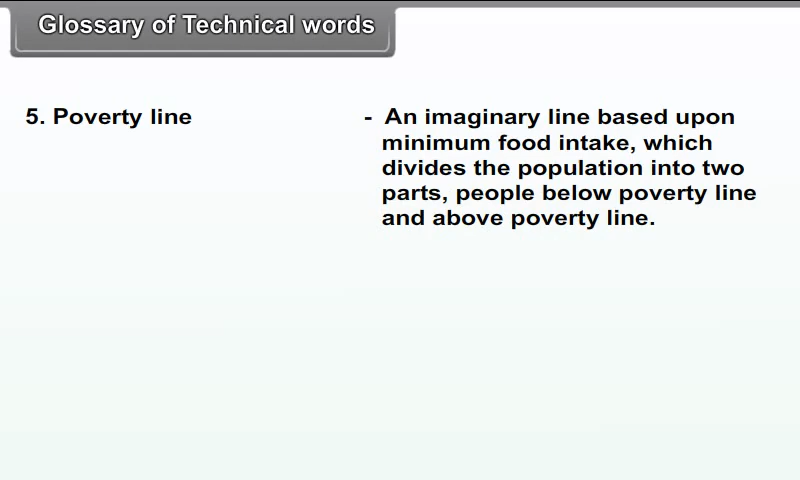 Glossary of Technical words
5. Poverty line - An imaginary line based upon
minimum food intake, which
divides the population into two
parts, people below poverty line
and above poverty line.